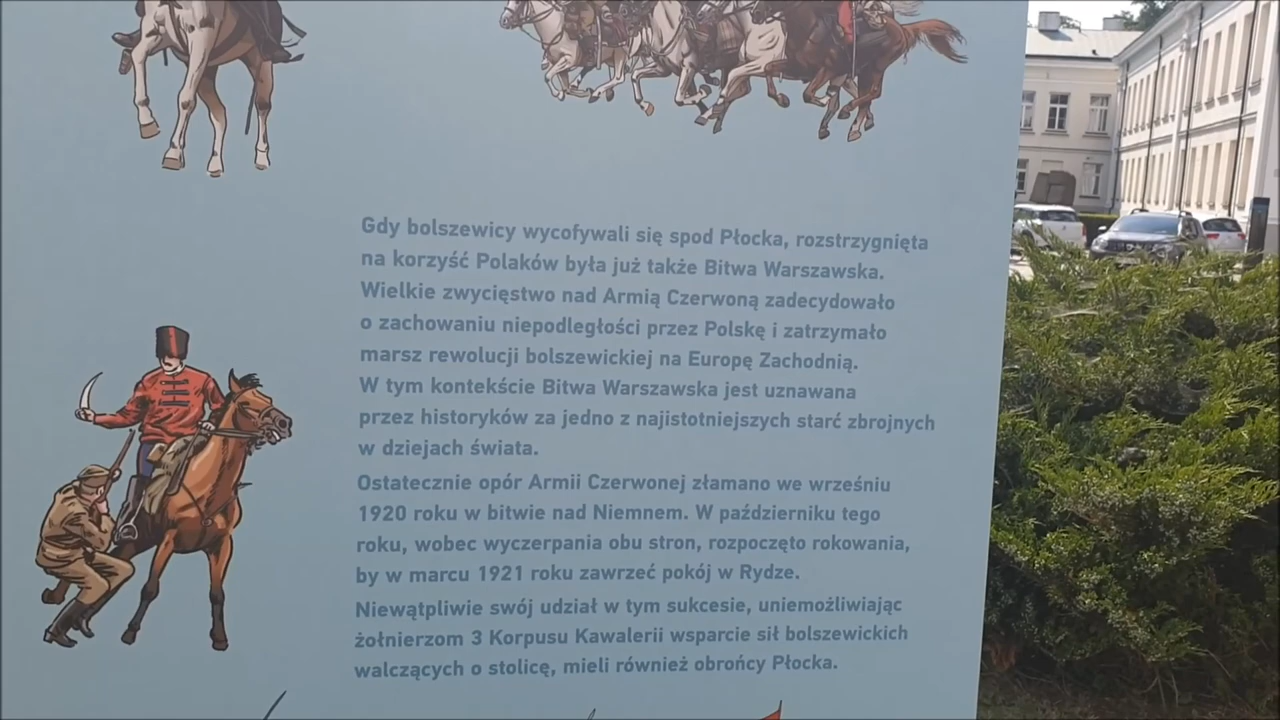 Gdy bolszewicy wycofywali się spod Płocka, rozstrzygnięta
na korzyść Polaków była już także Bitwa Warszawska.
Wielkie zwycięstwo nad Armią Czerwoną zadecydowało
o zachowaniu niepodległości przez Polskę i zatrzymało
marsz rewolucji bolszewickiej na Europę Zachodnią.
W tym kontekście Bitwa Warszawska jest uznawana
przez historyków za jedno z najistotniejszych starć zbrojnych
w dziejach świata.
Ostatecznie opór Armii Czerwonej złamano we wrześniu
1920 roku w bitwie nad Niemnem. W październiku tego
roku, wobec wyczerpania obu stron, rozpoczęto rokowania,
by w marcu 1921 roku zawrzeć pokój w Rydze.
Niewątpliwie swój udział w tym sukcesie, uniemożliwiając
żołnierzom 3 Korpusu Kawalerii wsparcie sił bolszewickich
walczących o stolicę, mieli również obrońcy Płocka.